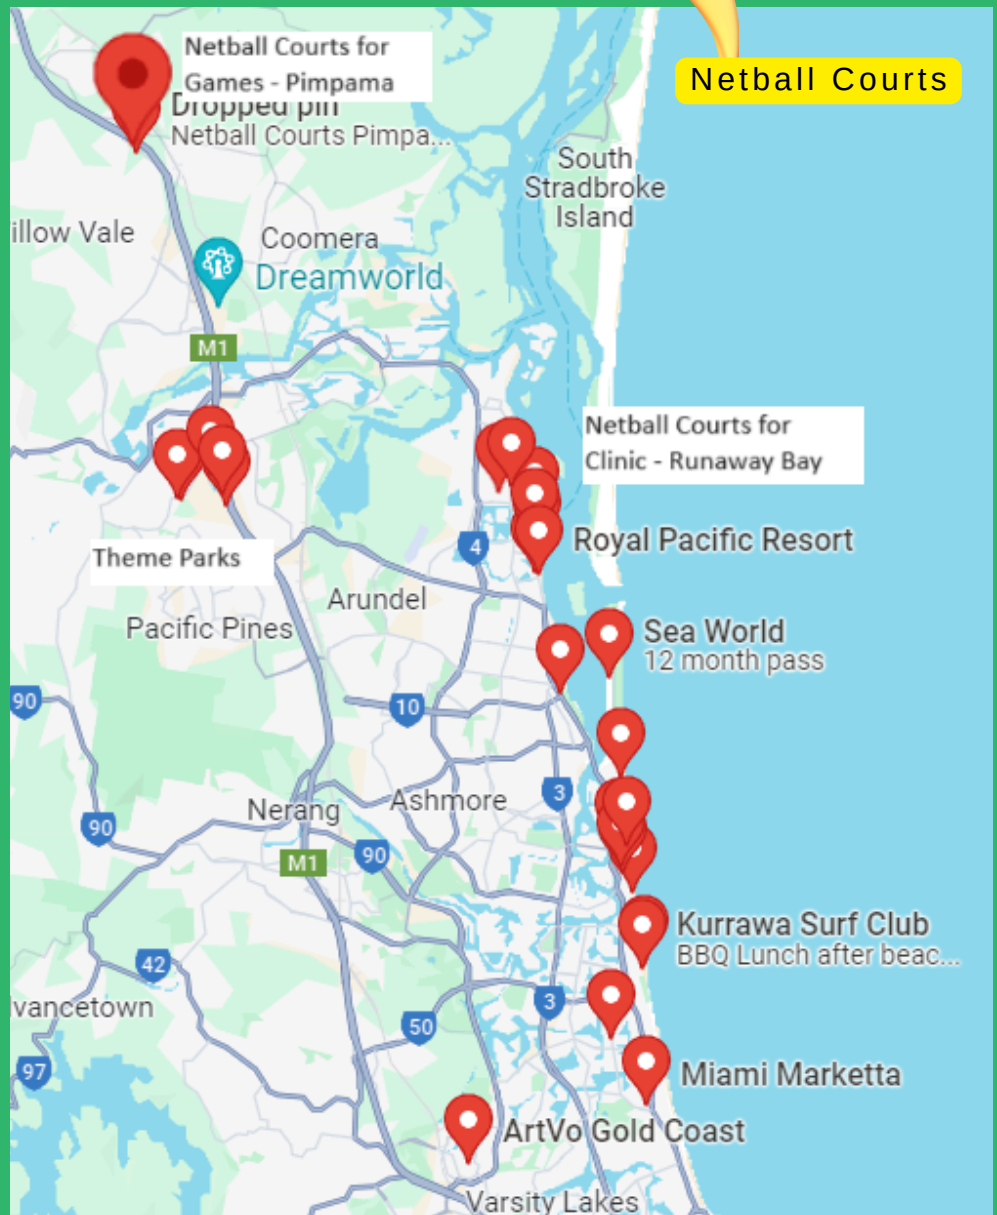 Netball Courts
Netball Courts for
Games - Pimpama
Dropped pin
Netball Courts Pimpa...
South
Stradbroke
Island
illow Vale
Coomera
Dreamworld
M1
Netball Courts for
Clinic - Runaway Bay
4
Royal Pacific Resort
Theme Parks
Arundel
Pacific Pines
Sea World
12 month pass
90
10
3
Nerang
Ashmore
90
M1
90
Kurrawa Surf Club
BBQ Lunch after beac...
42
3
lvancetown
50
97
Miami Marketta
ArtVo Gold Coast
Varsity Lakes